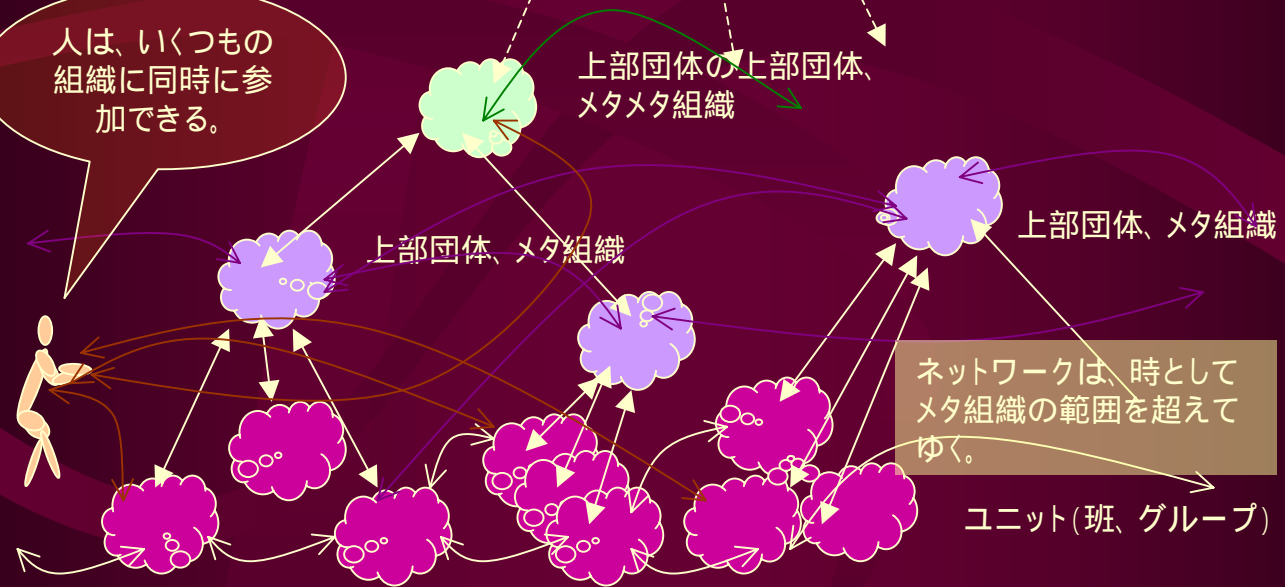 人は、いくつもの
組織に同時に参
加できる。
上部団体の上部団体、
メタメタ組織
上部団体、メタ組織
上部団体、メタ組織
ネットワークは、時として
メタ組織の範囲を超えて
ゆく。
ユニット(班、グループ)